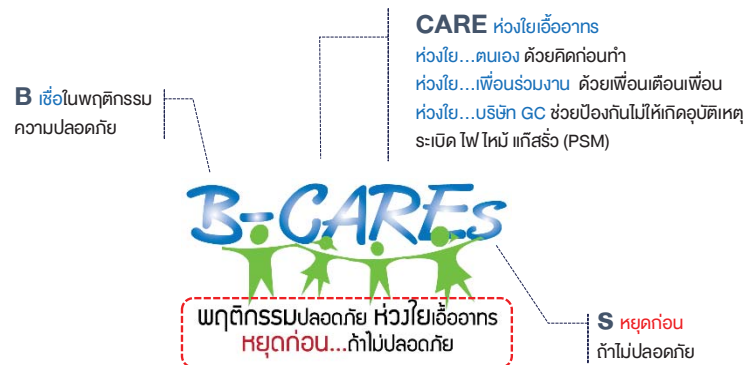 CARE ห่วงใยเอื้ออาทร
ห่วงใย...ตนเอง ด้วยคิดก่อนทำ
ห่วงใย...เพื่อนร่วมงาน ด้วยเพื่อนเตือนเพื่อน
ห่วงใย...บริษัท GC ช่วยป้องกันไม่ให้เกิดอุบัติเหตุ
ระเบิด ไฟ ไหม้ แก๊สรั่ว (PSM)
B เชื่อในพฤติกรรม
ความปลอดภัย
B-CAREs
พฤติกรรมปลอดภัย ห่วงใยเอื้ออาทร
หยุดก่อน...ถ้าไม่ปลอดภัย
S หยุดก่อน
ถ้าไม่ปลอดภัย